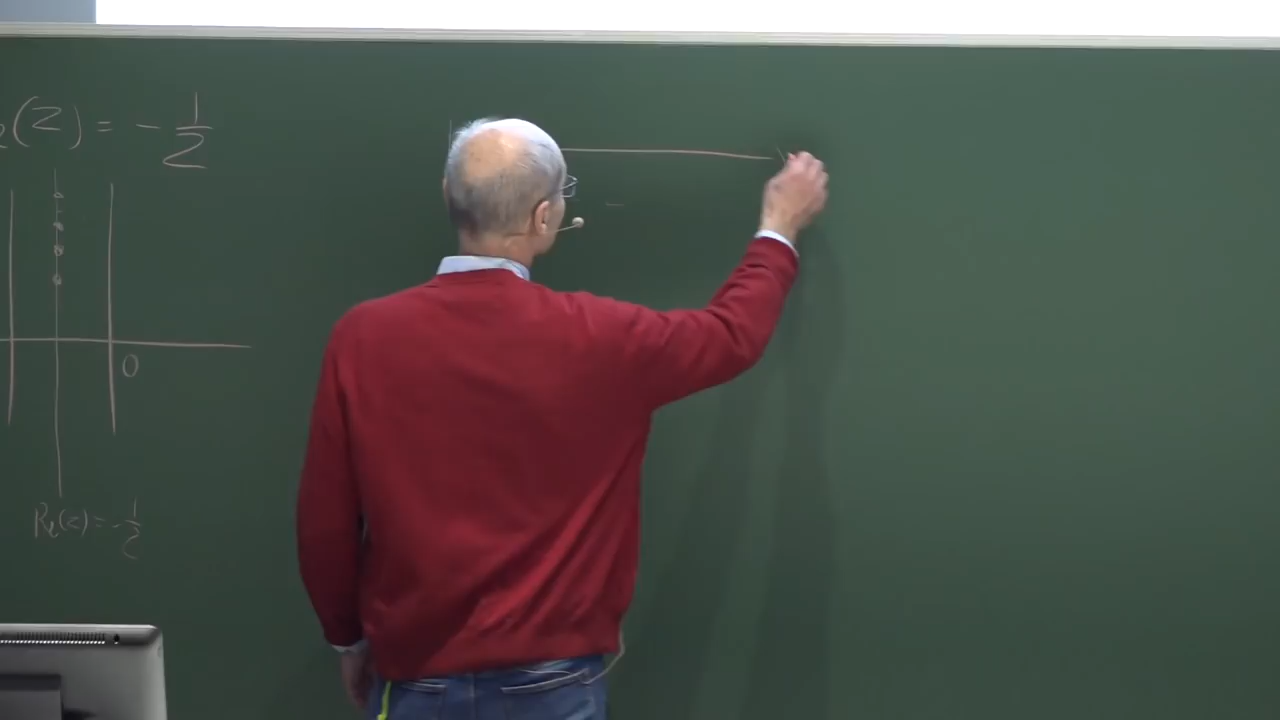 (z) = - 1/2
0
Re(z) = - 1/2